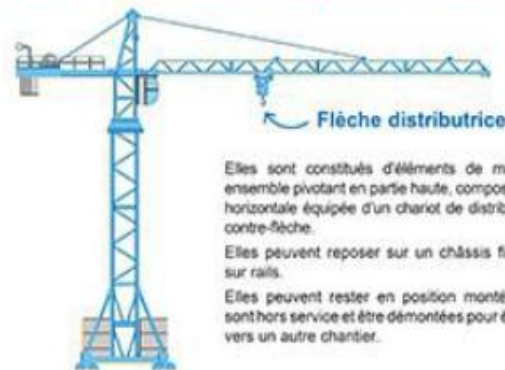 Flèche distributrice
Elles sont constitués d'éléments de m
ensemble pivotant en partie haute, compos
horizontale équipée d'un chariot de distrib
contre-flèche.
Elles peuvent reposer sur un châssis fi
sur rails.
Elles peuvent rester en position monté
sont hors service et être démontées pour ê
vers un autre chantier.